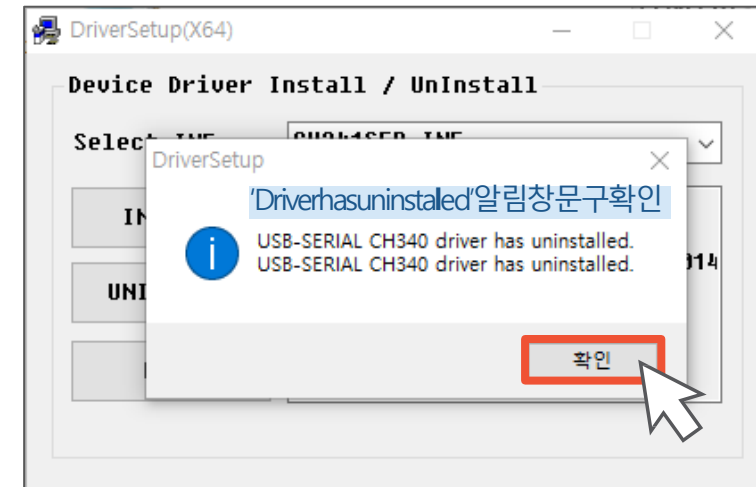 DriverSetup(X64)
Device Driver Install / UnInstall
DriverSetup
'Driverhasuninstaled'알림창문구확인
USB-SERIAL CH340 driver has uninstalled.
USB-SERIAL CH340 driver has uninstalled.
확인